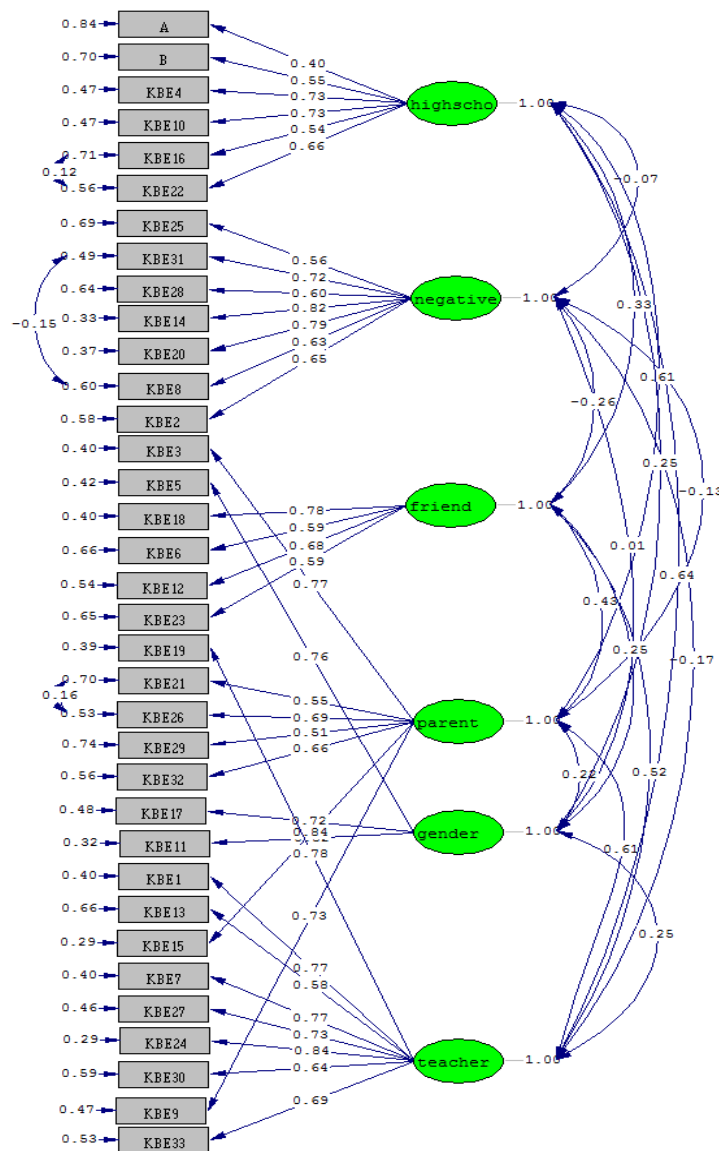 0.84 A
0.70 B 0.40
0.55
0.47 KBE4 0.73 highscho 1.00
0.47 KBE10 0.73
0.54
0.71 KBE16 0.66
0.12
0.56 KBE22 -0.07
0.69 KBE25
0.49 KBE31 0.56
0.72
0.64 KBE28 0.60 negative 1.00
0.33 KBE14 0.82 0.33
-0.15
0.37 KBE20 0.79
0.63
0.60 KBE8 0.65 0.61
-0.26
0.58 KBE2
0.40 KBE3
0.25
0.42 KBE5 -0.13
0.40 KBE18 0.78 friend 1.00
0.59
0.66 KBE6 0.68 0.01
0.59
0.54 KBE12 0.77 0.64
0.43
0.65 KBE23
0.39 KBE19 0.76 0.25
-0.17
0.70 KBE21
0.16 0.55
0.53 KBE26 0.69 parent 1.00
0.51
0.74 KBE29 0.66
0.56 KBE32 0.22 0.52
0.48 KBE17 0.72
0.84 gender 1.00
0.32 KBE11 0.78 0.61
0.40 KBE1
0.66 KBE13 0.73
0.29 KBE15 0.25
0.77
0.40 KBE7 0.58
0.46 KBE27 0.77
0.73
0.29 KBE24 0.84 teacher 1.00
0.64
0.59 KBE30
0.69
0.47 KBE9
0.53 KBE33